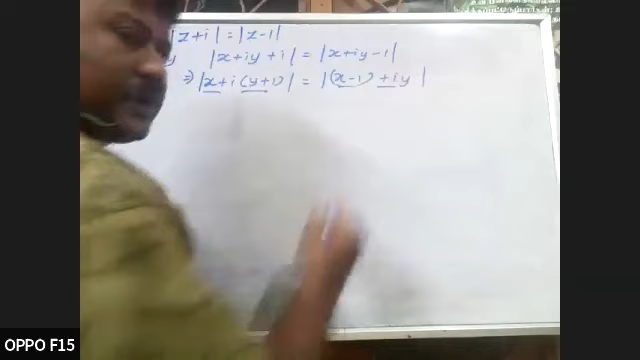 |z+i| = |z-1|
y |x+iy+i| = |x+iy-1|
⇒ |x+i(y+1)| = |(x-1)+iy|
OPPO F15